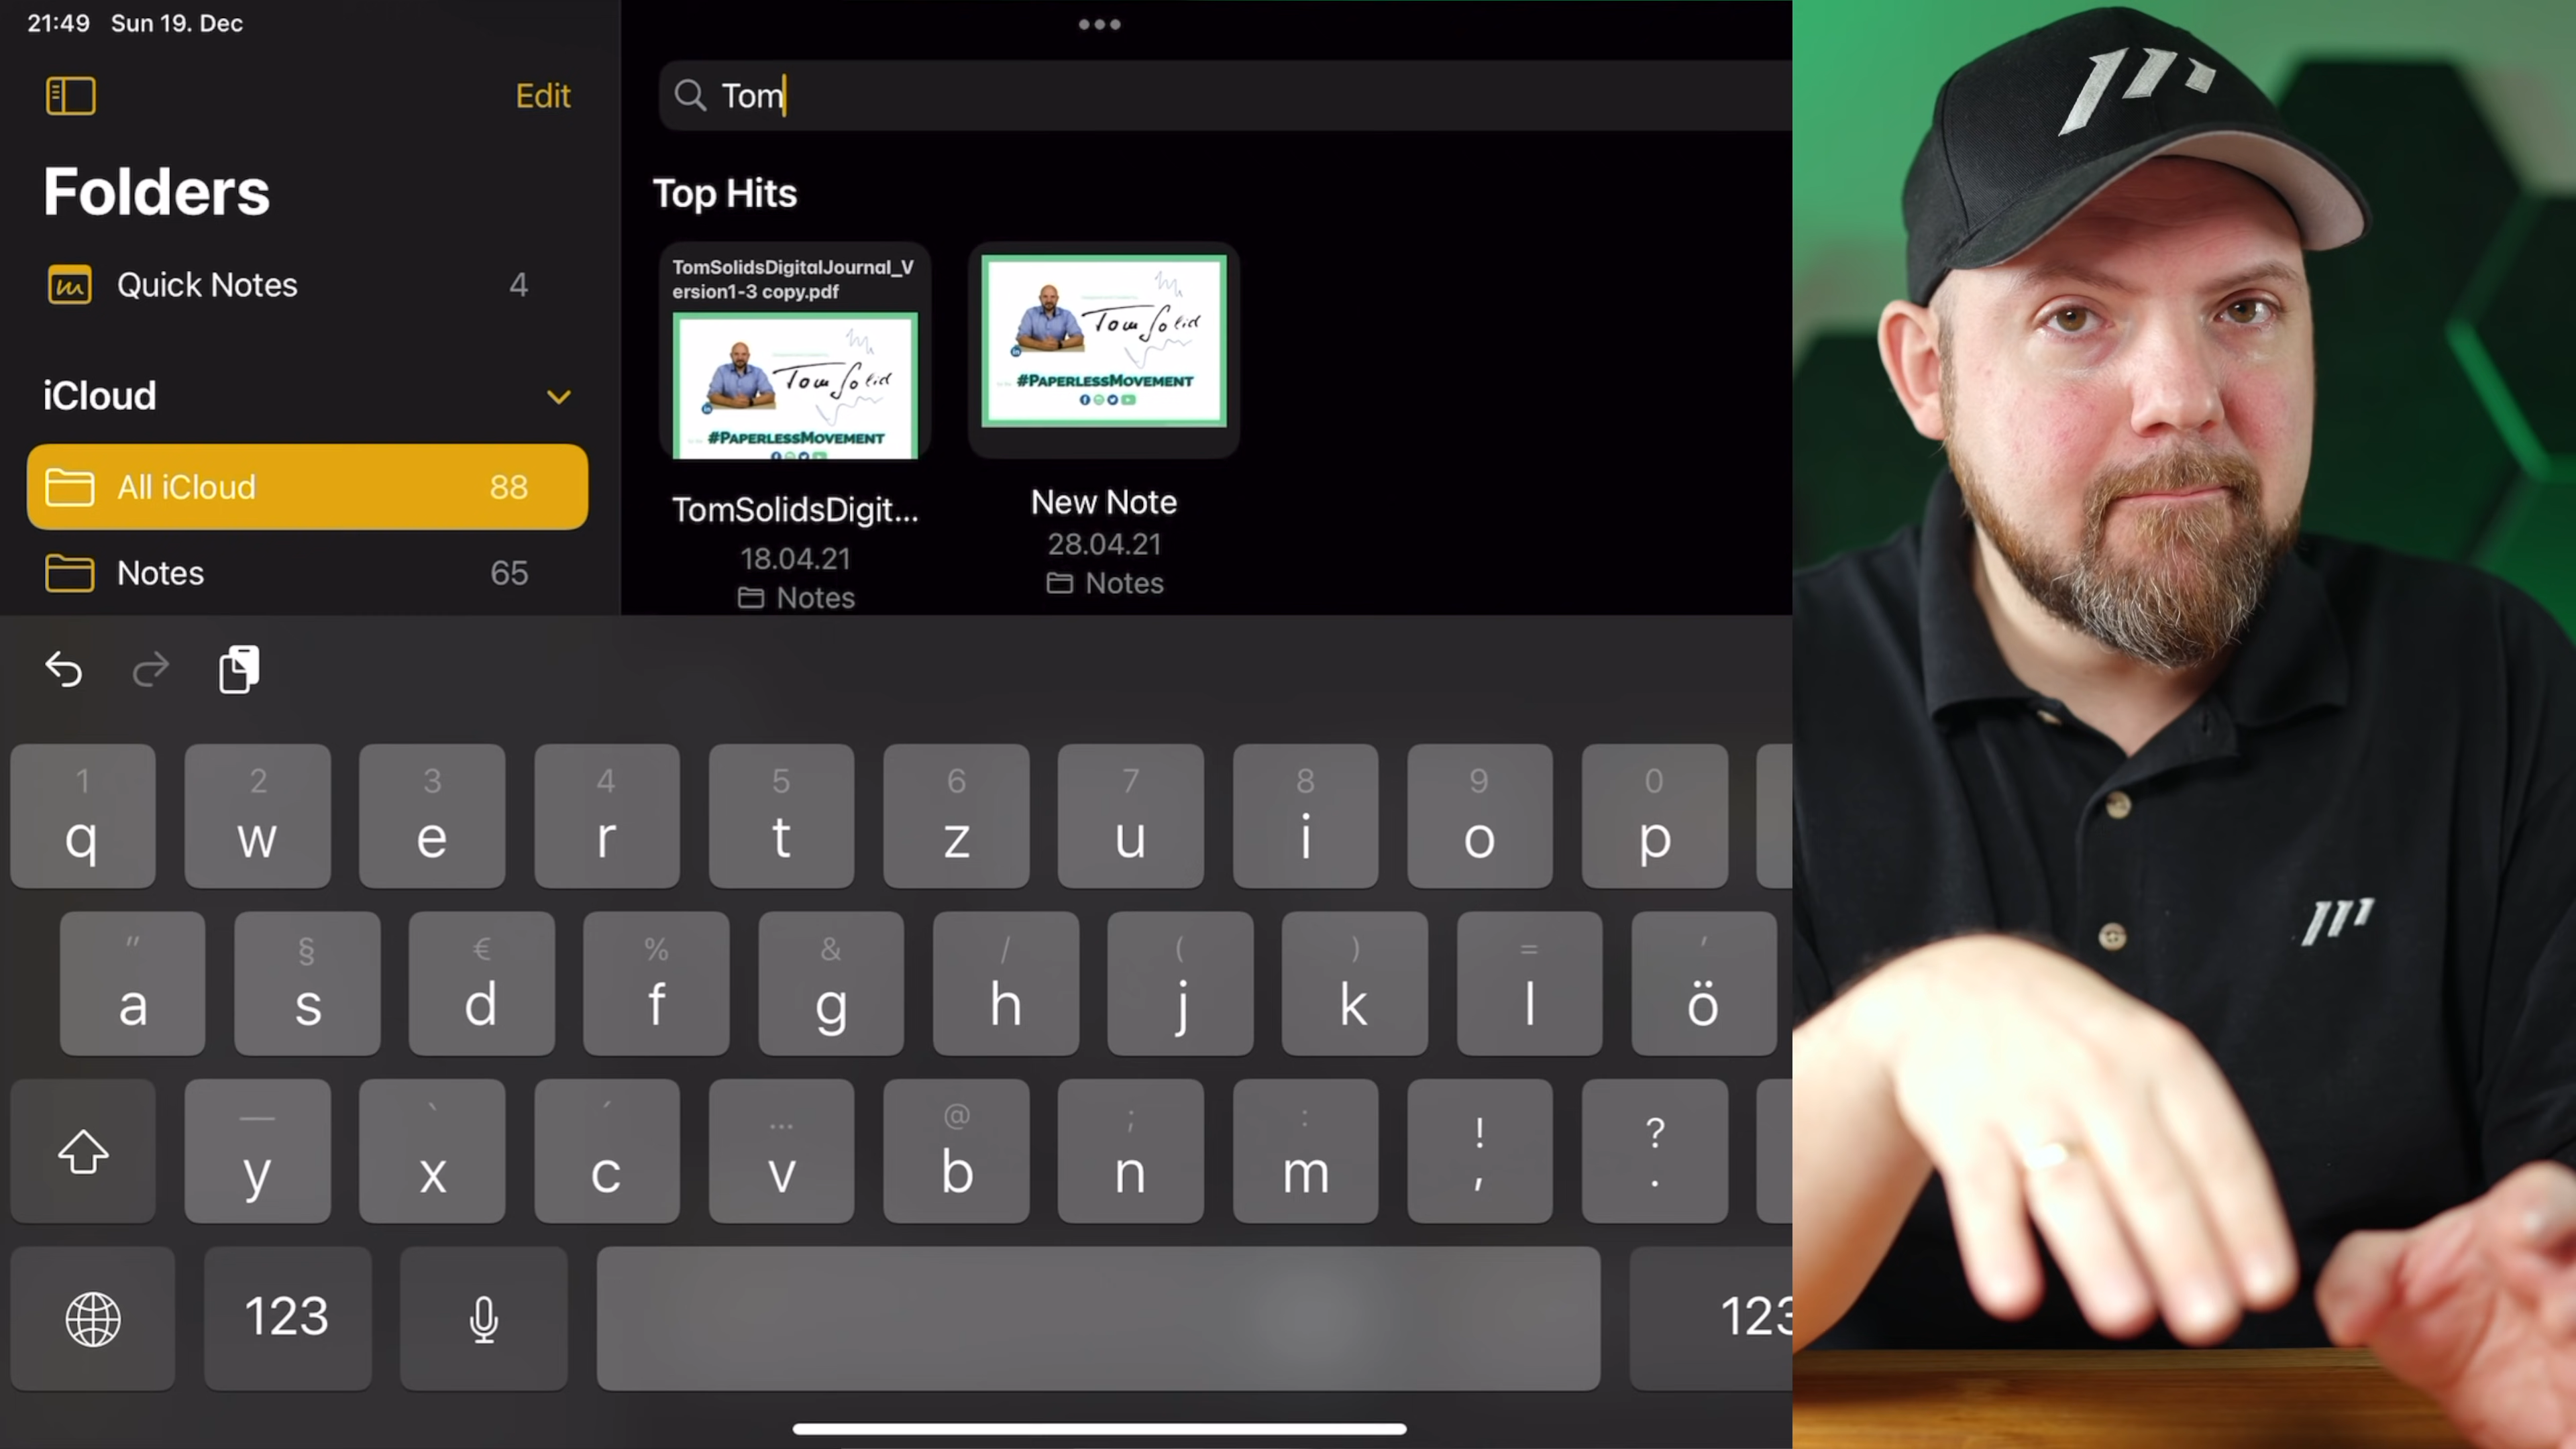 21:49 Sun 19. Dec
Edit
Folders
Quick Notes 4
iCloud
All iCloud 88
Notes 65
Tom
Top Hits
TomSolidsDigitalJournal_V
ersion1-3 copy.pdf
Tom Solid
#PAPERLESSMOVEMENT
TomSolidsDigit...
18.04.21
Notes
Tom Solid
#PAPERLESSMOVEMENT
New Note
28.04.21
Notes
1 2 3 4 5 6 7 8 9 0
q w e r t z u i o p
" § € % & / ( ) = '
a s d f g h j k l ö
— ` ´ ... @ ; : ! ?
y x c v b n m , .
123 123